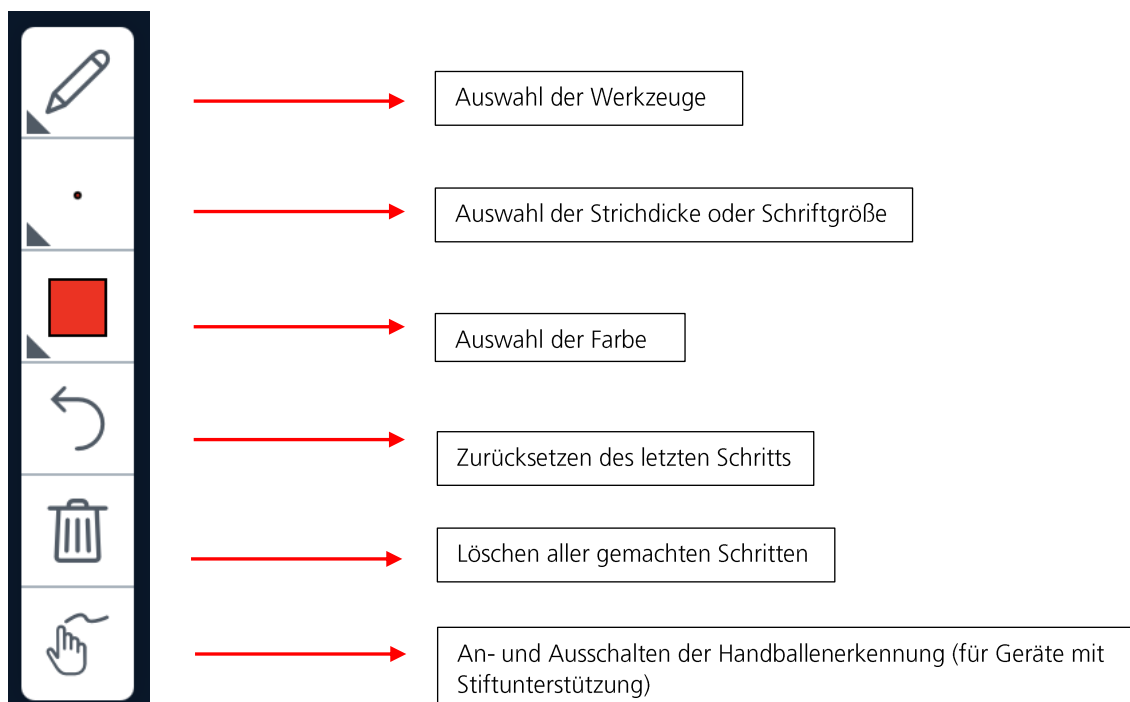 Auswahl der Werkzeuge
Auswahl der Strichdicke oder Schriftgröße
Auswahl der Farbe
Zurücksetzen des letzten Schritts
Löschen aller gemachten Schritten
An- und Ausschalten der Handballenerkennung (für Geräte mit
Stiftunterstützung)